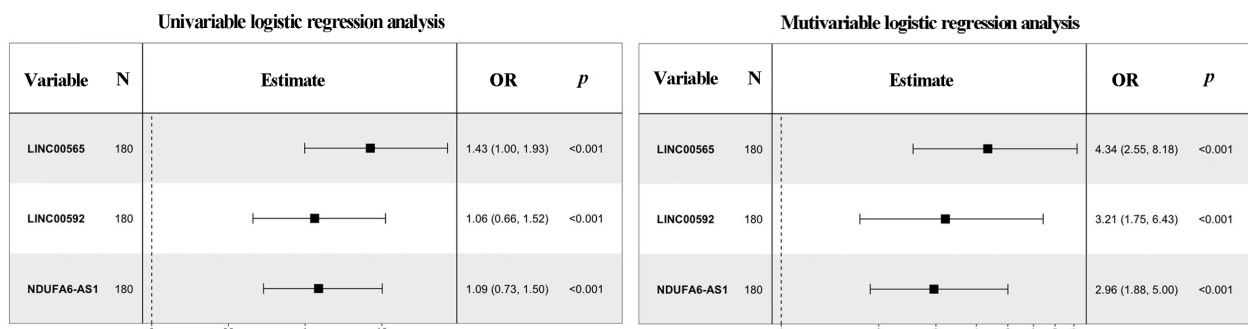 Univariable logistic regression analysis
Variable N Estimate OR p
LINC00565 180 1.43 (1.00, 1.93) <0.001
LINC00592 180 1.06 (0.66, 1.52) <0.001
NDUFA6-AS1 180 1.09 (0.73, 1.50) <0.001
Mutivariable logistic regression analysis
Variable N Estimate OR p
LINC00565 180 4.34 (2.55, 8.18) <0.001
LINC00592 180 3.21 (1.75, 6.43) <0.001
NDUFA6-AS1 180 2.96 (1.88, 5.00) <0.001